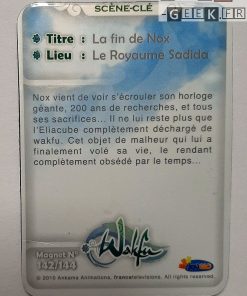 GEEK.FR
SCÈNE-CLÉ
Titre : La fin de Nox
Lieu : Le Royaume Sadida
Nox vient de voir s'écrouler son horloge
géante, 200 ans de recherches, et tous
ses sacrifices... Il ne lui reste plus que
l'Eliacube complètement déchargé de
wakfu. Cet objet de malheur qui lui a
finalement volé sa vie, le rendant
complètement obsédé par le temps...
Wakfu
Magnet N°
142/144
© 2010 Ankama Animations, francetelevisions. All rights reserved.